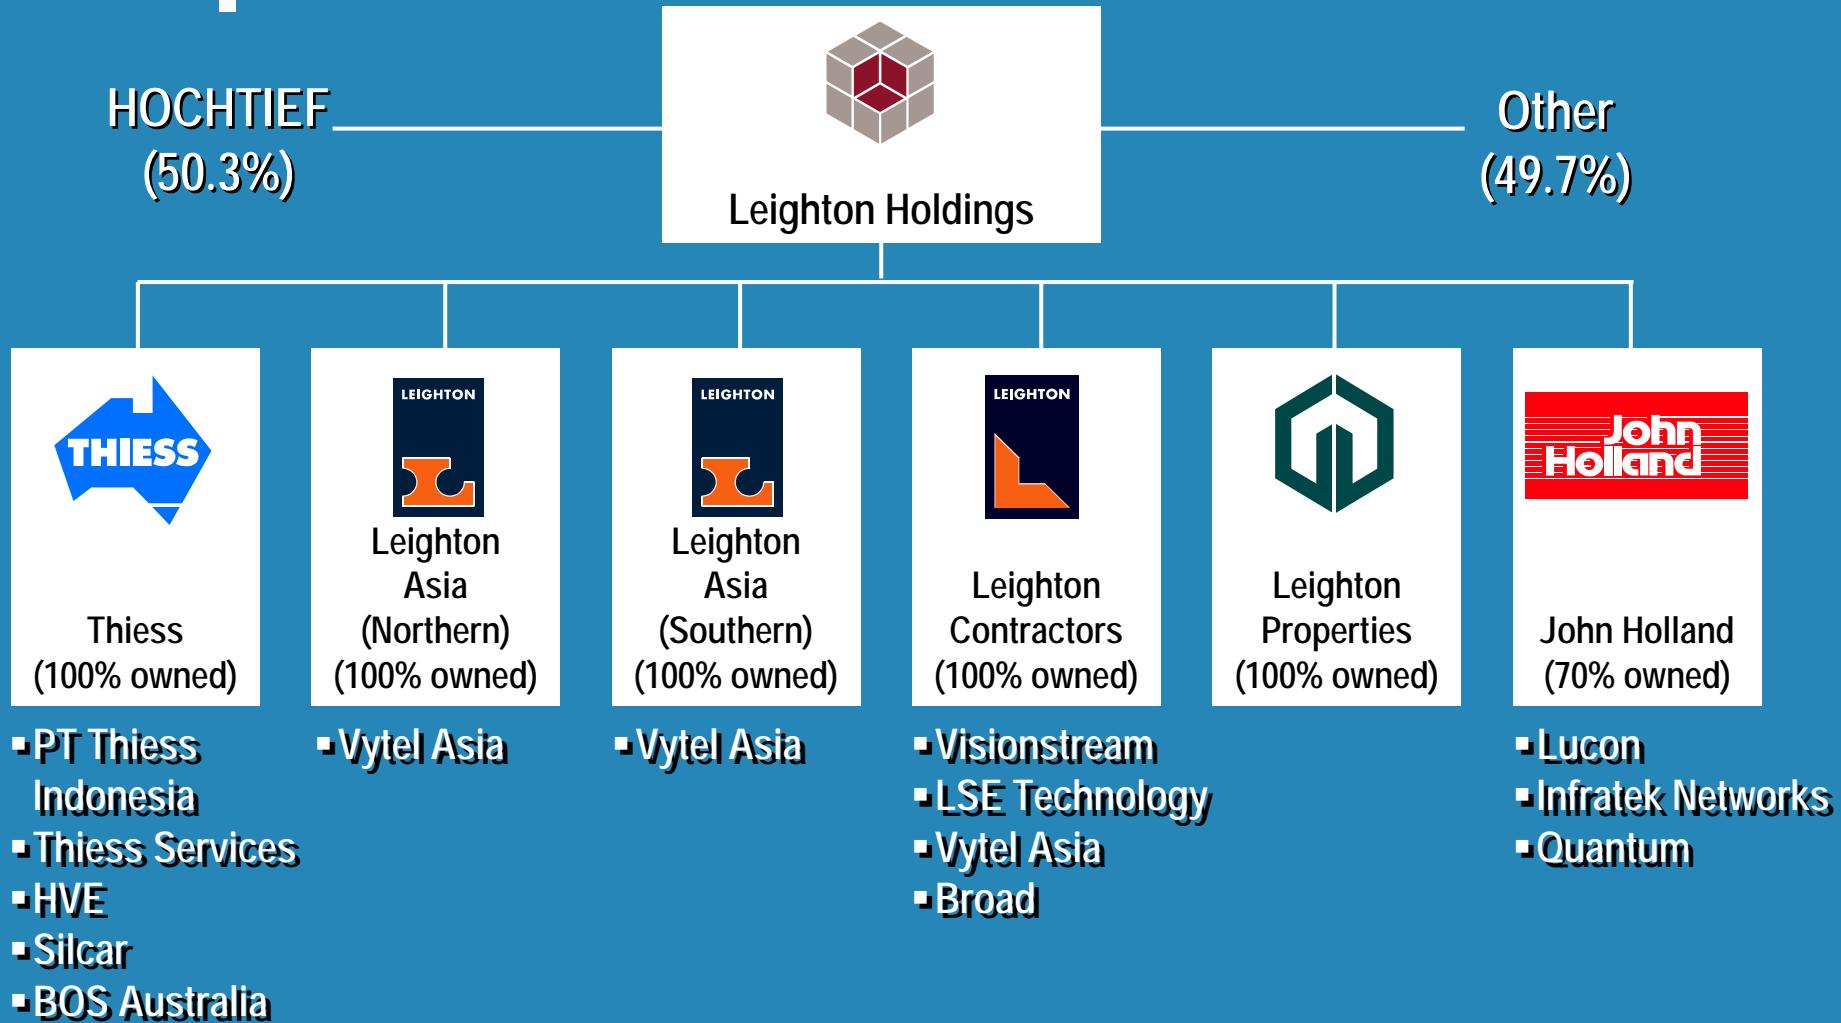 HOCHTIEF
(50.3%)
Leighton Holdings
Other
(49.7%)
THIESS
Thiess
(100% owned)
LEIGHTON
Leighton
Asia
(Northern)
(100% owned)
LEIGHTON
Leighton
Asia
(Southern)
(100% owned)
LEIGHTON
Leighton
Contractors
(100% owned)
Leighton
Properties
(100% owned)
John
Holland
John Holland
(70% owned)
▪PT Thiess
Indonesia
▪Thiess Services
▪HVE
▪Silcar
▪BOS Australia
▪Vytel Asia
▪Vytel Asia
▪Visionstream
▪LSE Technology
▪Vytel Asia
▪Broad
▪Lucon
▪Infratek Networks
▪Quantum